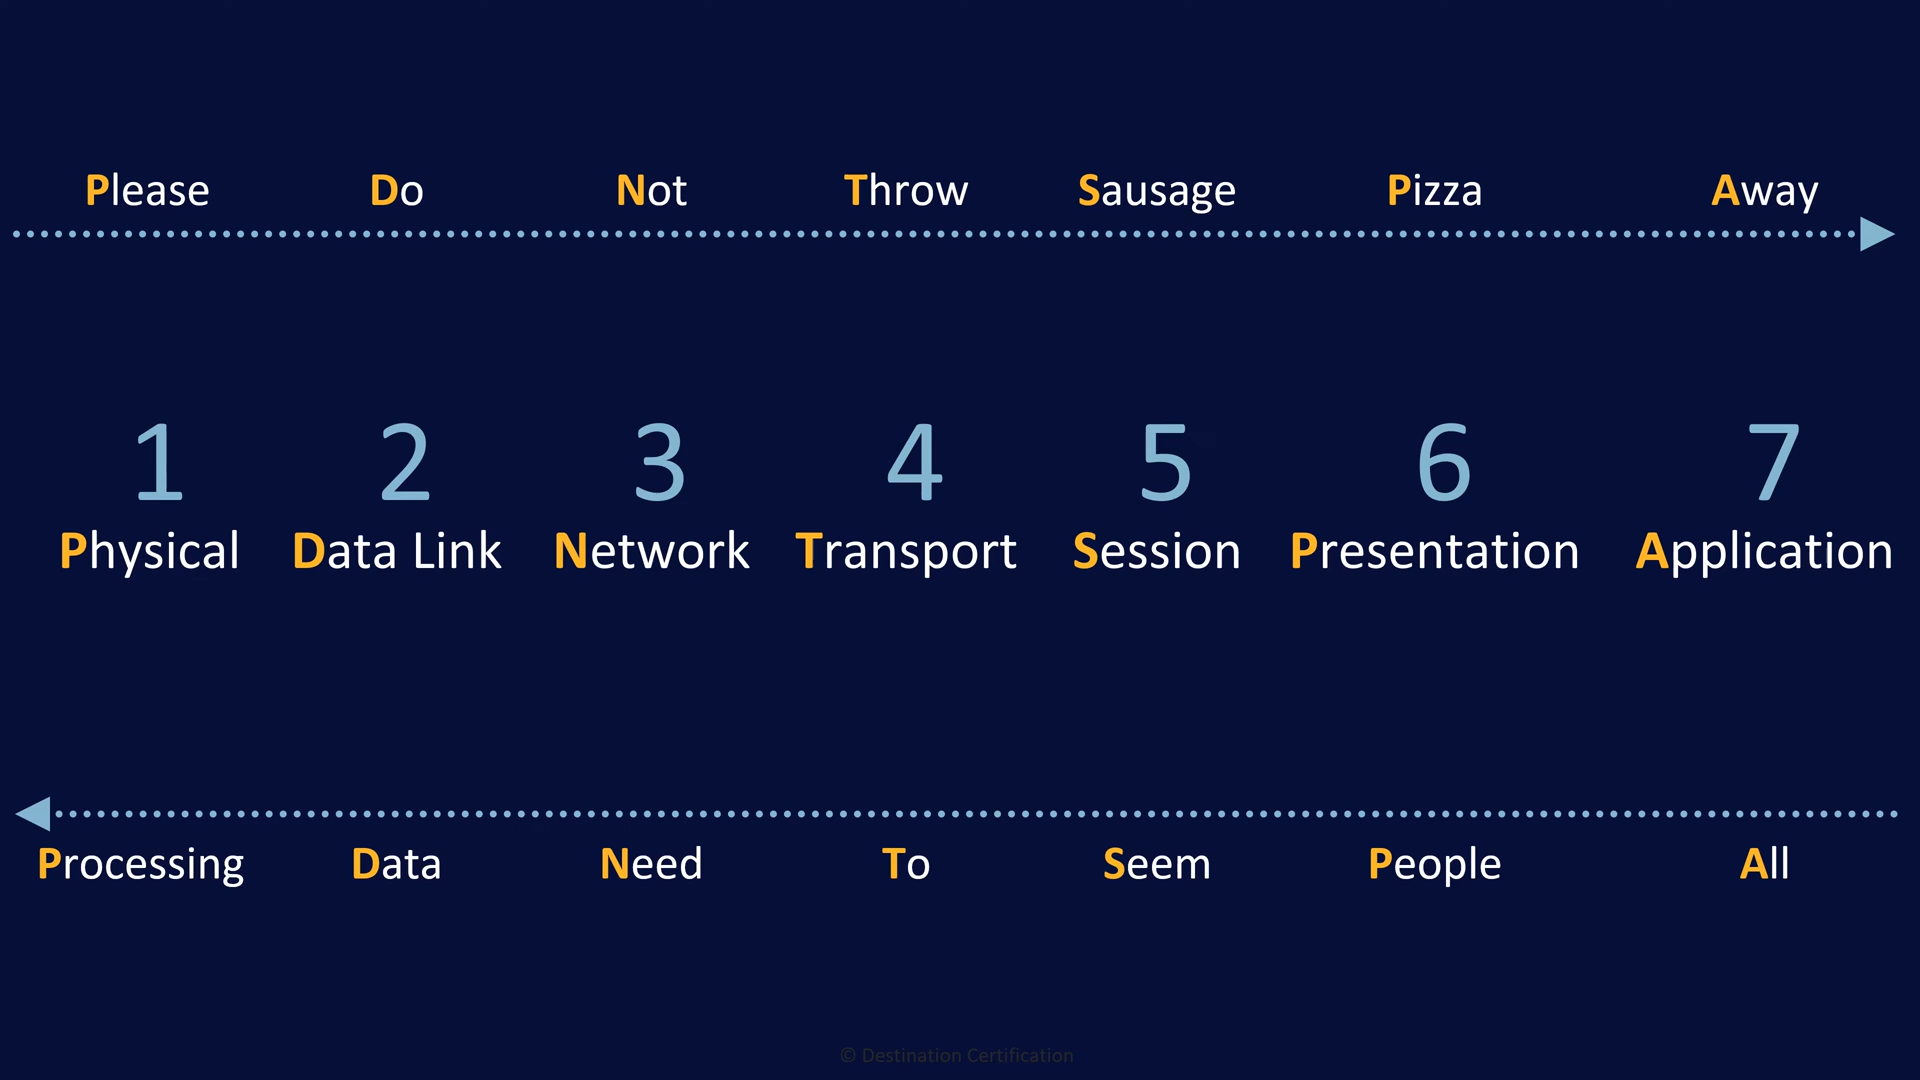 Please Do Not Throw Sausage Pizza Away
1 2 3 4 5 6 7
Physical Data Link Network Transport Session Presentation Application
Processing Data Need To Seem People All
© Destination Certification